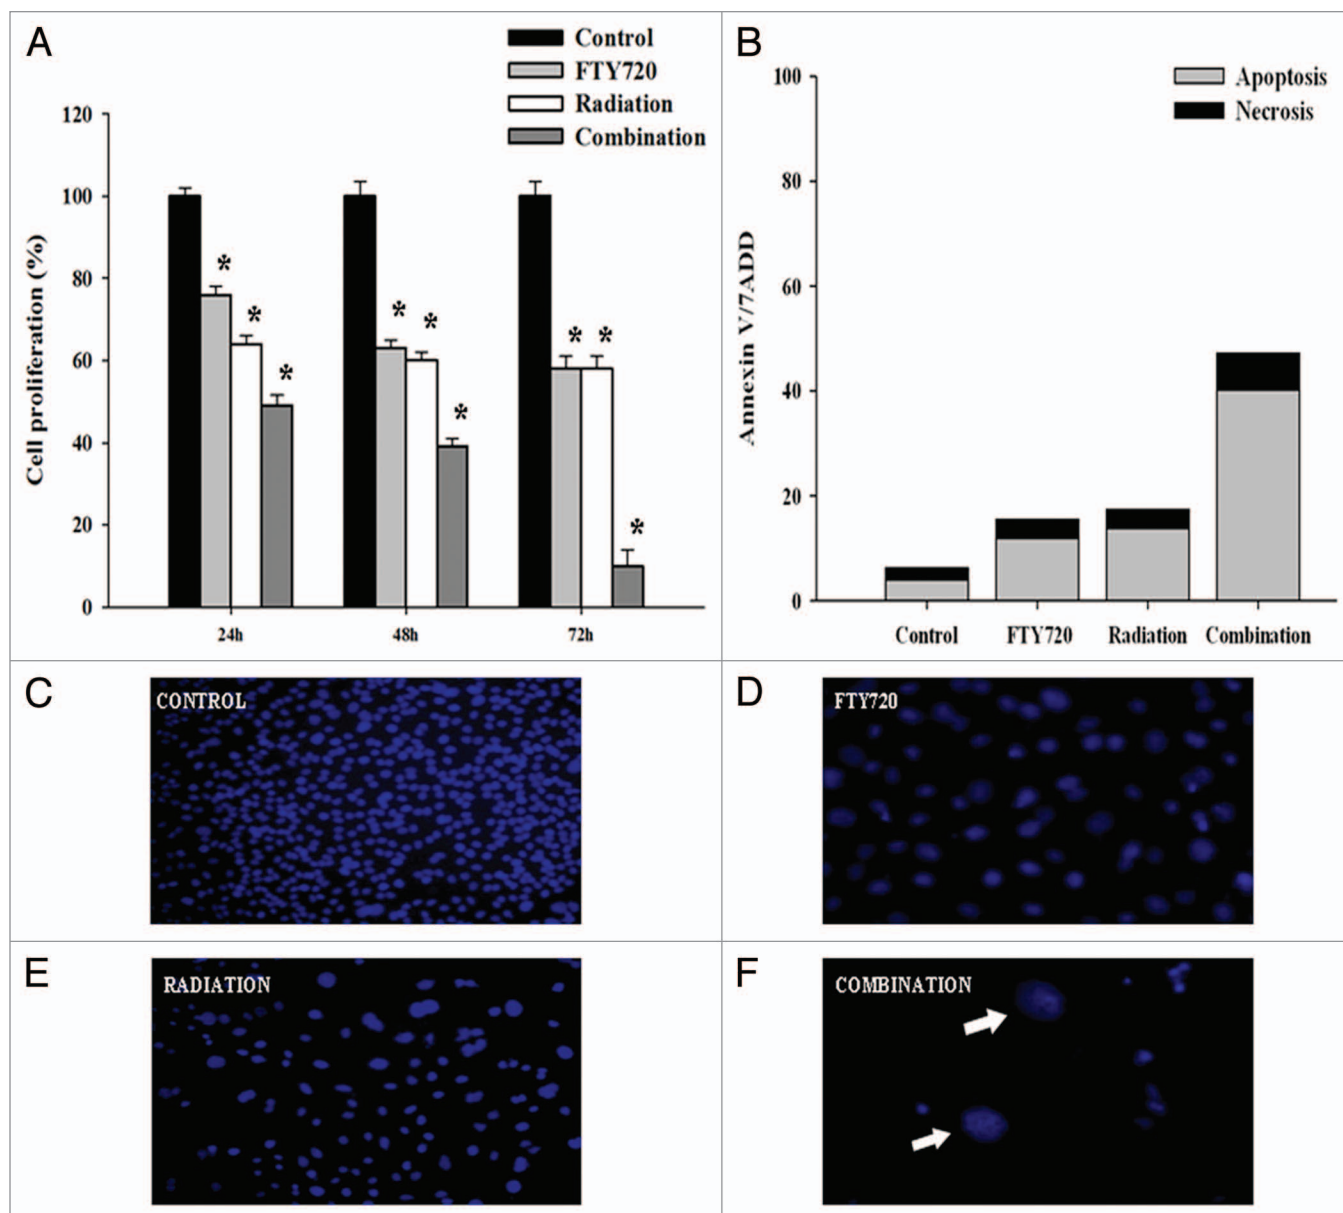 A
Control
FTY720
Radiation
Combination
120
100
80
60
40
20
0
Cell proliferation (%)
* * *
* * *
* * *
24h 48h 72h
B
Apoptosis
Necrosis
100
80
60
40
20
0
Annexin V/7ADD
Control FTY720 Radiation Combination
C
CONTROL
D
FTY720
E
RADIATION
F
COMBINATION